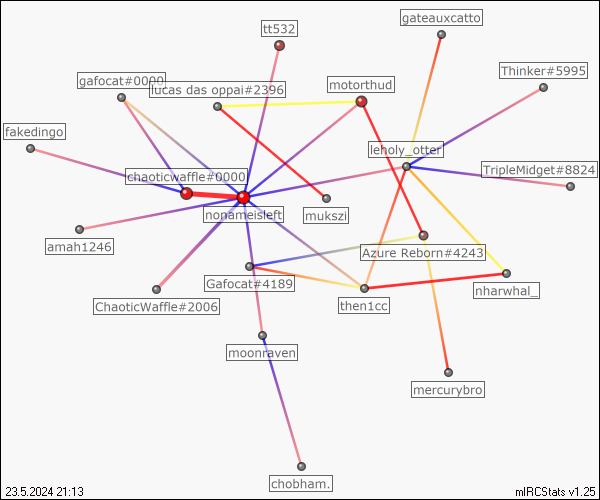 tt532
gateauxcatto
gafocat#0000
lucas das oppai#2396
motorthud
Thinker#5995
fakedingo
leholy_otter
chaoticwaffle#0000
TripleMidget#8824
nonameisleft
mukszi
amah1246
Azure Reborn#4243
Gafocat#4189
nharwhal_
ChaoticWaffle#2006
then1cc
moonraven
mercurybro
chobham.
23.5.2024 21:13
mIRCStats v1.25